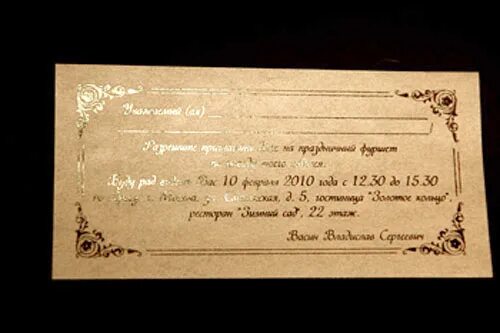 Уважаемый (ая)
Разрешите пригласить Вас на праздничный фуршет
по моего юбилея.
Буду рад видеть Вас 10 февраля 2010 года с 12.30 до 15.30
по адресу: г. Москва, ул. Смоленская, д. 5, гостиница "Золотое кольцо",
ресторан "Зимний сад", 22 этаж.
Васин Владислав Сергеевич